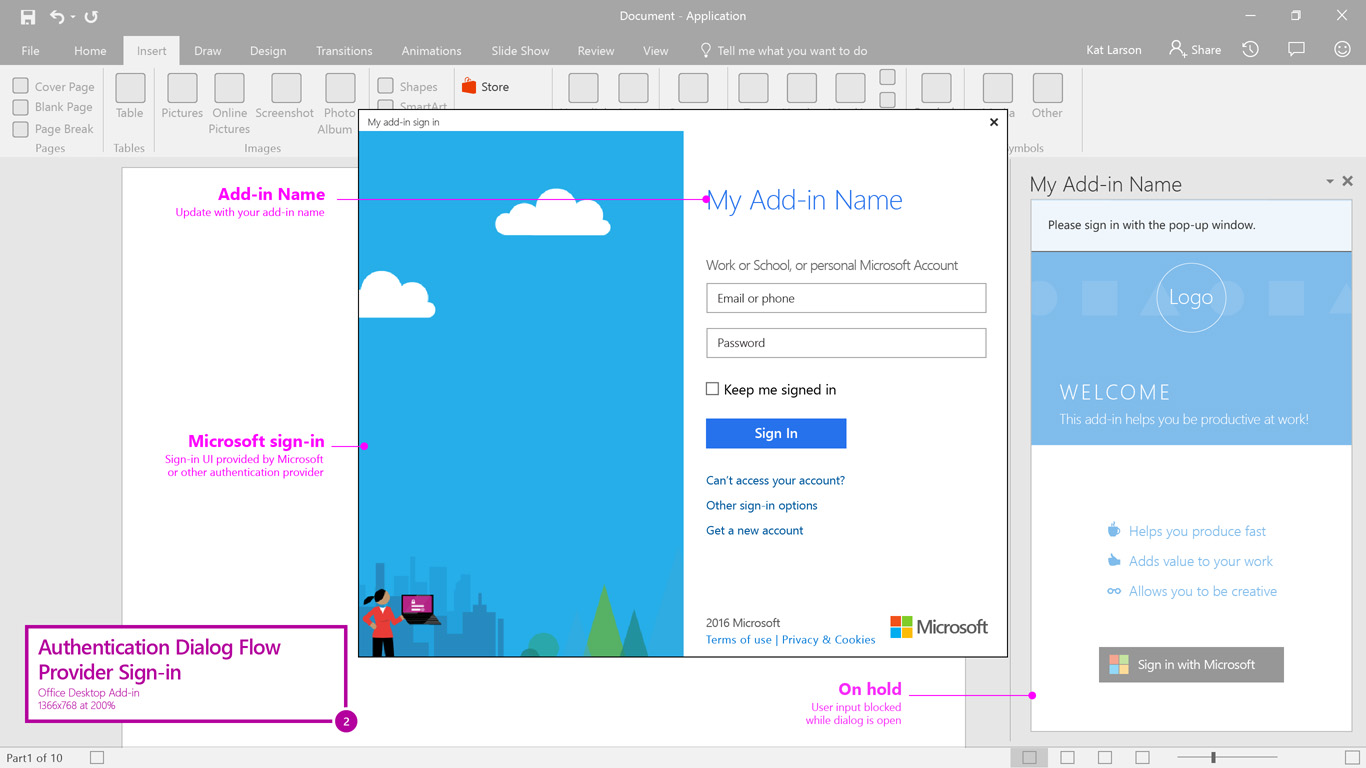 Document - Application
File
Home
Insert
Draw
Design
Transitions
Animations
Slide Show
Review
View
Tell me what you want to do
Kat Larson
Share
Cover Page
Blank Page
Page Break
Pages
Table
Tables
Pictures
Online
Pictures
Screenshot
Photo
Album
Images
Shapes
SmartArt
Store
Other
My add-in sign in
Add-in Name
Update with your add-in name
Microsoft sign-in
Sign-in UI provided by Microsoft
or other authentication provider
My Add-in Name
Work or School, or personal Microsoft Account
Email or phone
Password
Keep me signed in
Sign In
Can't access your account?
Other sign-in options
Get a new account
2016 Microsoft
Terms of use | Privacy & Cookies
Microsoft
My Add-in Name
Please sign in with the pop-up window.
Logo
WELCOME
This add-in helps you be productive at work!
Helps you produce fast
Adds value to your work
Allows you to be creative
Sign in with Microsoft
On hold
User input blocked
while dialog is open
Authentication Dialog Flow
Provider Sign-in
Office Desktop Add-in
1366x768 at 200%
2
Part1 of 10